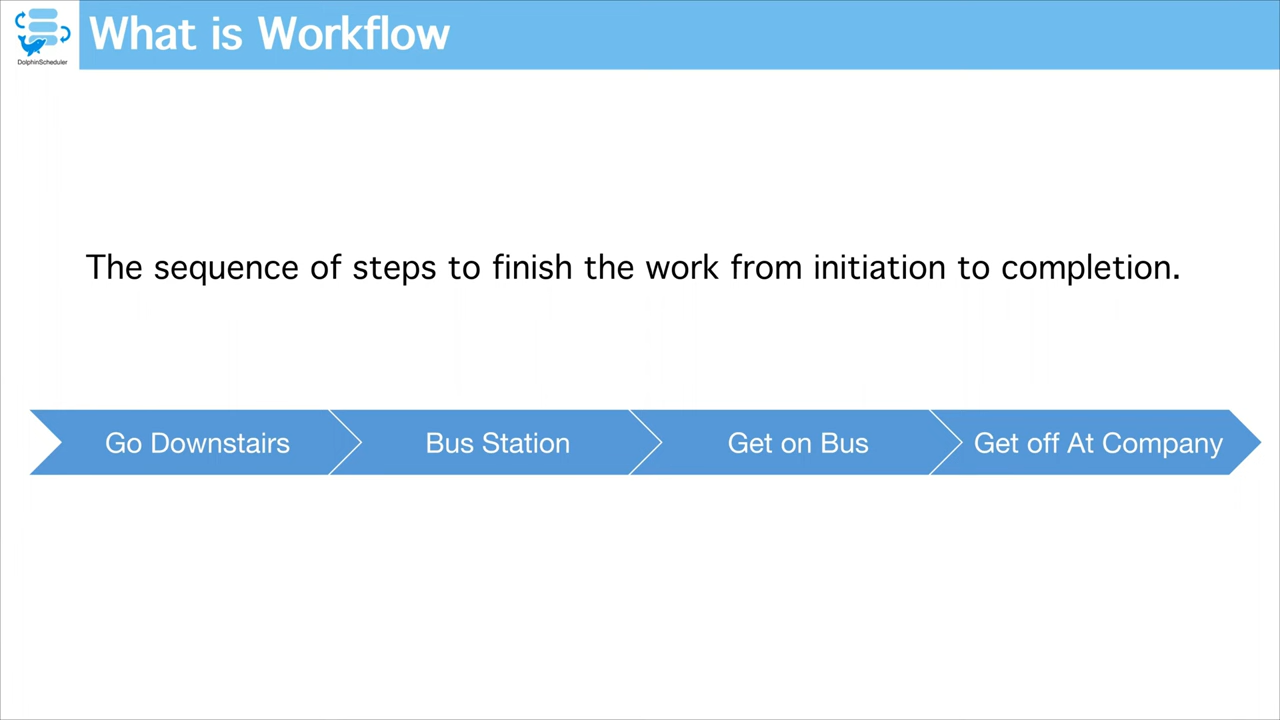 DolphinScheduler
What is Workflow
The sequence of steps to finish the work from initiation to completion.
Go Downstairs
Bus Station
Get on Bus
Get off At Company